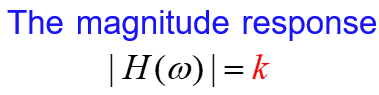 The magnitude response
| H(ω) | = k